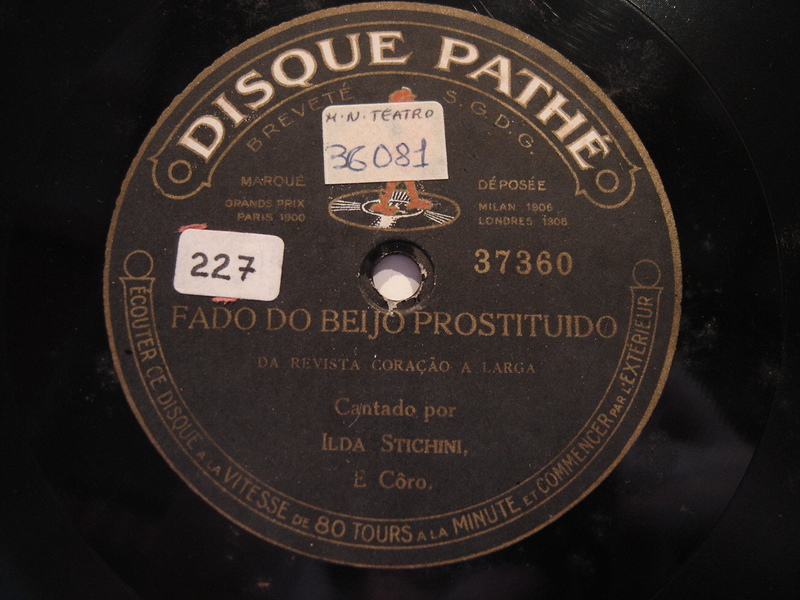 DISQUE PATHÉ
BREVETÉ S.G.D.G.
M.N.TEATRO
36081
MARQUE DÉPOSÉE
GRANDS PRIX
PARIS 1900
MILAN 1906
LONDRES 1908
227
37360
FADO DO BEIJO PROSTITUIDO
DA REVISTA CORAÇÃO A LARGA
Cantado por
ILDA STICHINI,
E Côro.
ÉCOUTER CE DISQUE A LA VITESSE DE 80 TOURS A LA MINUTE ET COMMENCER PAR L'EXTÉRIEUR